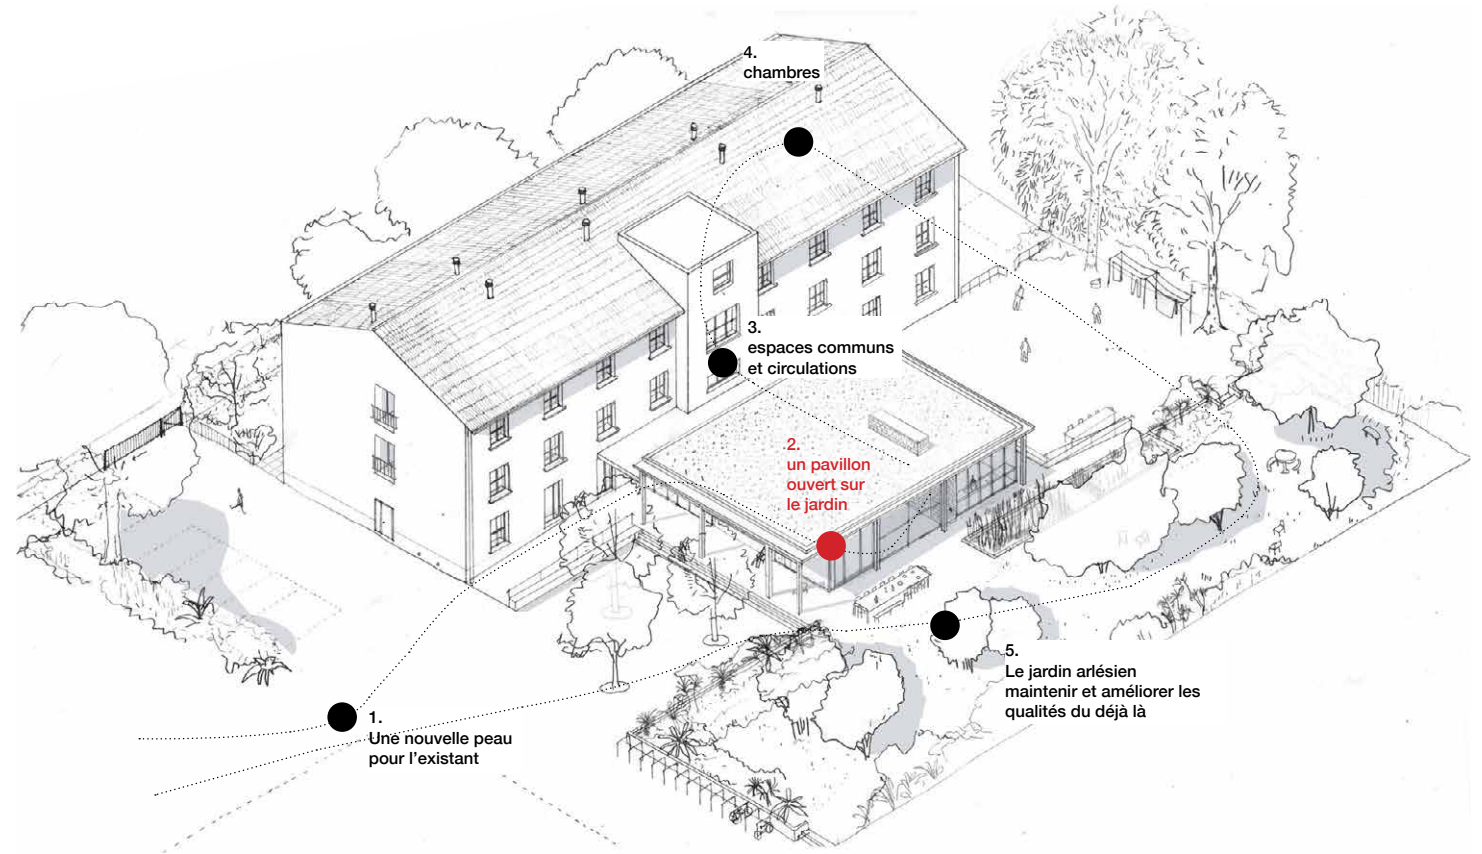 4.
chambres
3.
espaces communs
et circulations
2.
un pavillon
ouvert sur
le jardin
5.
Le jardin arlésien
maintenir et améliorer les
qualités du déjà là
1.
Une nouvelle peau
pour l'existant